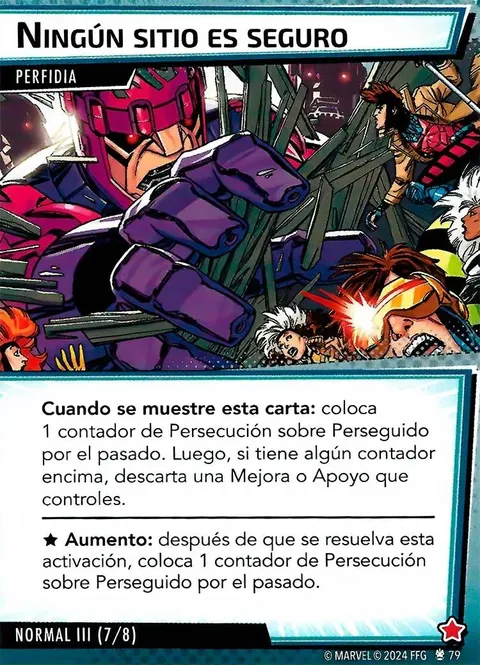 NINGÚN SITIO ES SEGURO
PERFIDIA
Cuando se muestre esta carta: coloca
1 contador de Persecución sobre Perseguido
por el pasado. Luego, si tiene algún contador
encima, descarta una Mejora o Apoyo que
controles.
★ Aumento: después de que se resuelva esta
activación, coloca 1 contador de Persecución
sobre Perseguido por el pasado.
NORMAL III (7/8)
© MARVEL © 2024 FFG 79